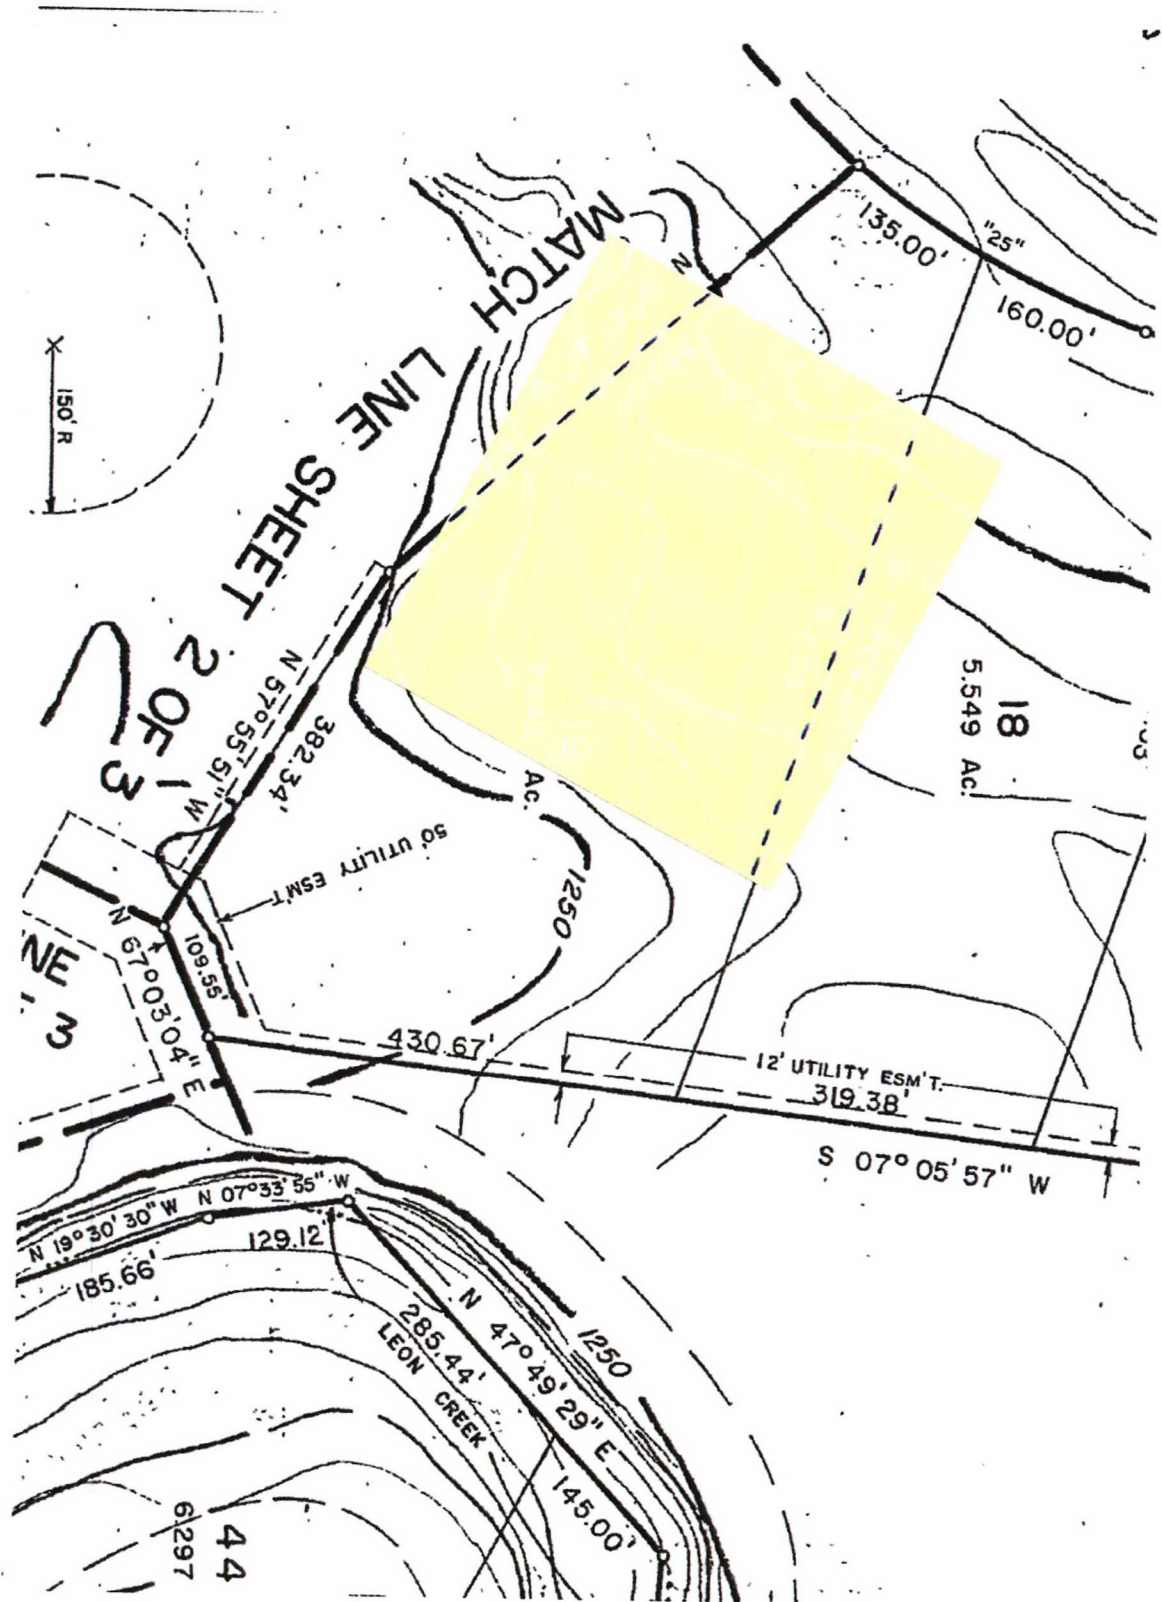 135.00'
"25"
160.00'
N
MATCH LINE SHEET 2 OF 3
150' R
18
5.549 Ac.
N 57° 55' 51" W
382.34'
Ac.
50' UTILITY ESM'T
1250
N 67° 03' 04" E
109.55'
NE
3
430.67'
12' UTILITY ESM'T.
319.38'
S 07° 05' 57" W
N 19° 30' 30" W
185.66'
N 07° 33' 55" W
129.12'
N 47° 49' 29" E
285.44'
LEON CREEK
1250
145.00'
44
6.297